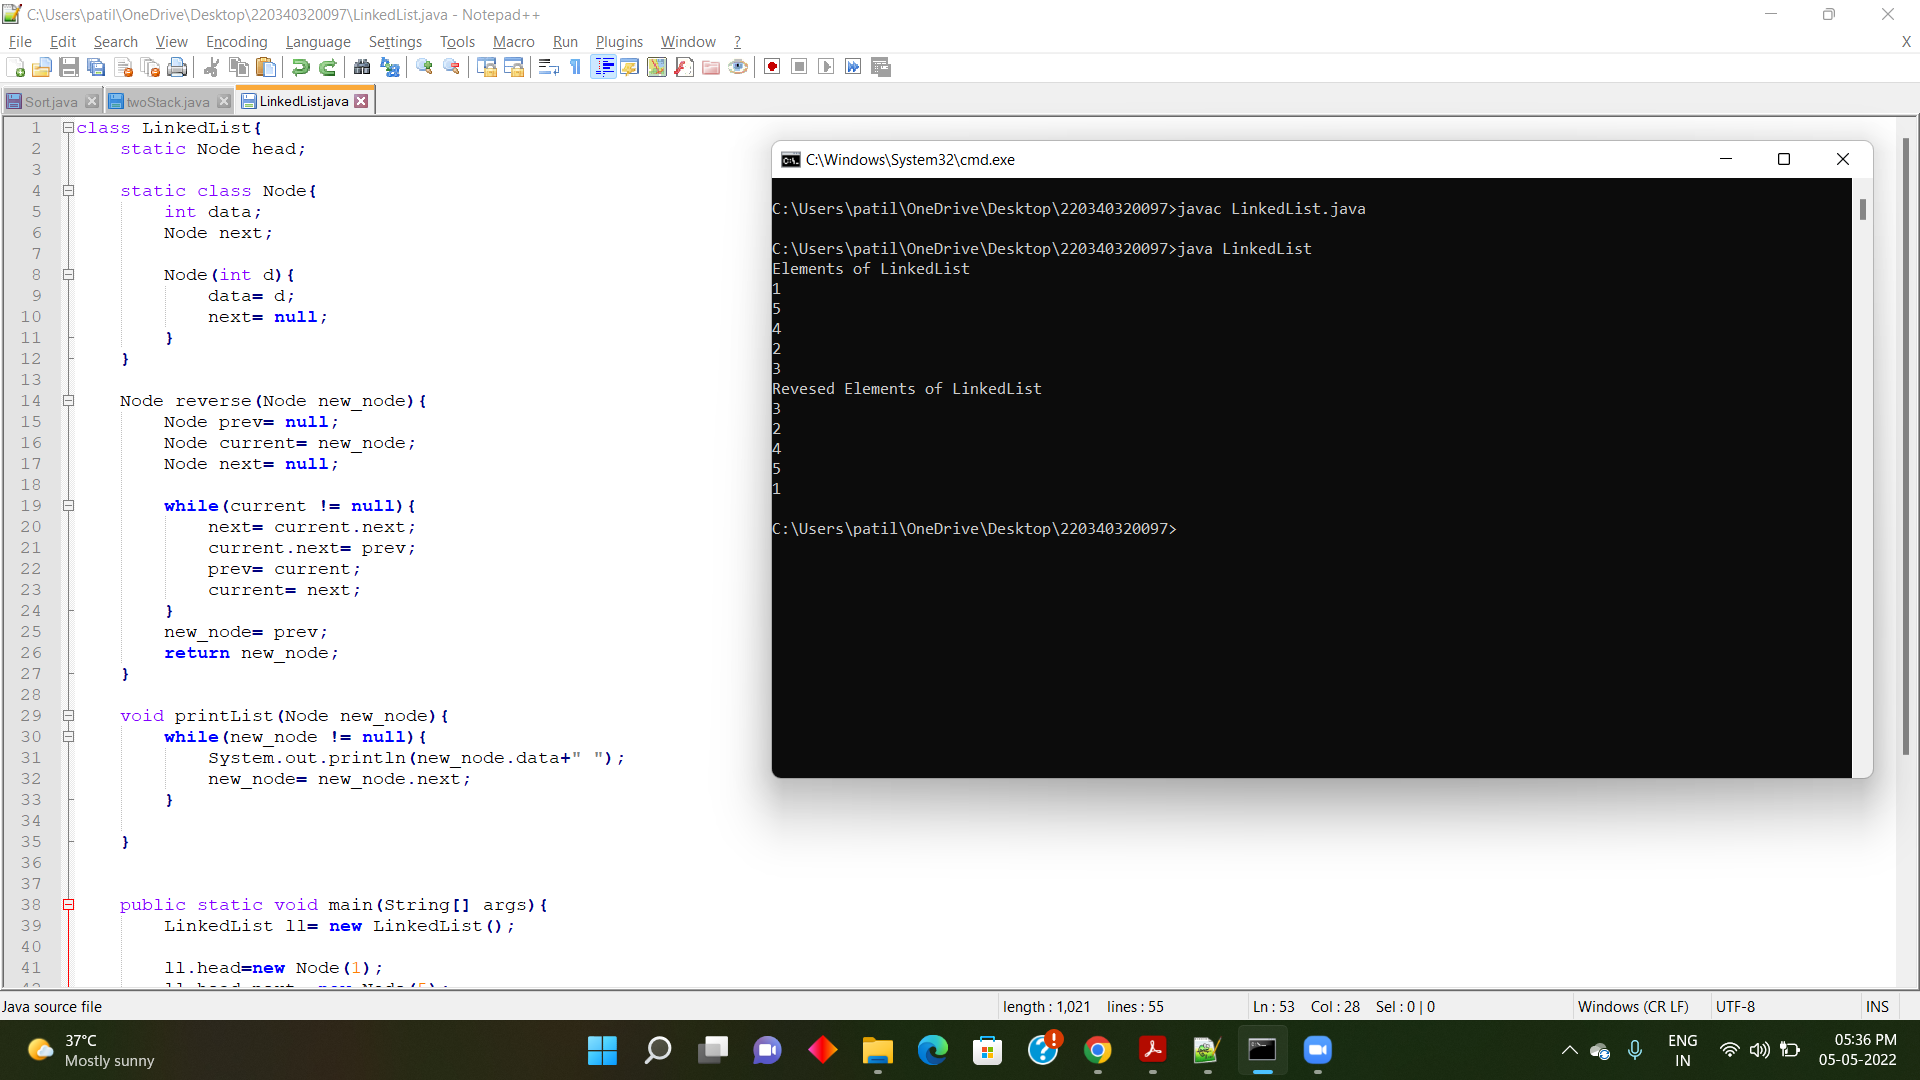 C:\Users\patil\OneDrive\Desktop\220340320097\LinkedList.java - Notepad++
File Edit Search View Encoding Language Settings Tools Macro Run Plugins Window ? X
Sort.java twoStack.java LinkedList.java
1 class LinkedList{
2 static Node head;
3
4 static class Node{
5 int data;
6 Node next;
7
8 Node(int d){
9 data= d;
10 next= null;
11 }
12 }
13
14 Node reverse(Node new_node){
15 Node prev= null;
16 Node current= new_node;
17 Node next= null;
18
19 while(current != null){
20 next= current.next;
21 current.next= prev;
22 prev= current;
23 current= next;
24 }
25 new_node= prev;
26 return new_node;
27 }
28
29 void printList(Node new_node){
30 while(new_node != null){
31 System.out.println(new_node.data+" ");
32 new_node= new_node.next;
33 }
34
35 }
36
37
38 public static void main(String[] args){
39 LinkedList ll= new LinkedList();
40
41 ll.head=new Node(1);
C:\Windows\System32\cmd.exe
C:\Users\patil\OneDrive\Desktop\220340320097>javac LinkedList.java
C:\Users\patil\OneDrive\Desktop\220340320097>java LinkedList
Elements of LinkedList
1
5
4
2
3
Revesed Elements of LinkedList
3
2
4
5
1
C:\Users\patil\OneDrive\Desktop\220340320097>
Java source file length : 1,021 lines : 55 Ln : 53 Col : 28 Sel : 0 | 0 Windows (CR LF) UTF-8 INS
37°C
Mostly sunny
ENG
IN
05:36 PM
05-05-2022